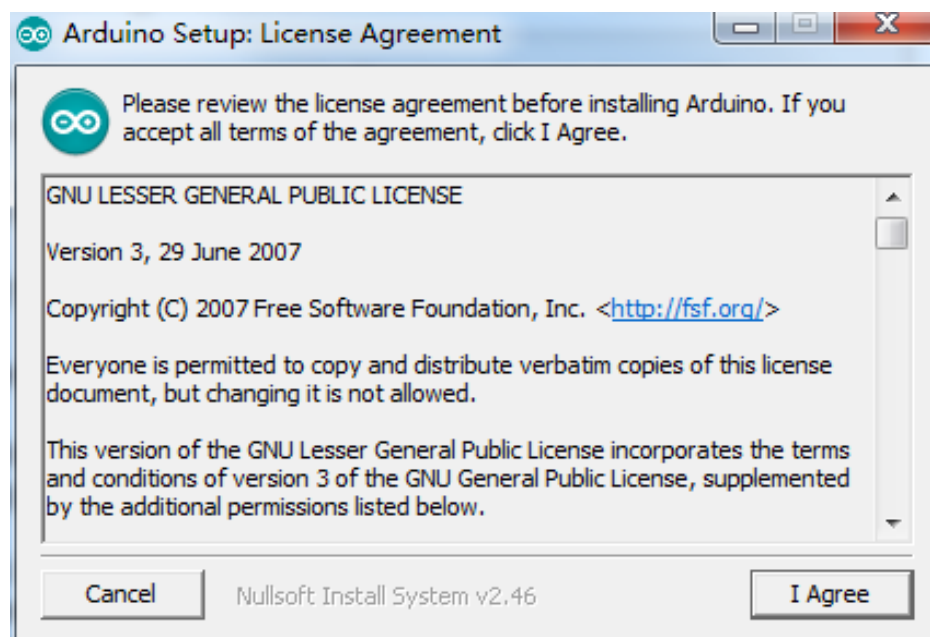 Arduino Setup: License Agreement
Please review the license agreement before installing Arduino. If you
accept all terms of the agreement, click I Agree.
GNU LESSER GENERAL PUBLIC LICENSE
Version 3, 29 June 2007
Copyright (C) 2007 Free Software Foundation, Inc. <http://fsf.org/>
Everyone is permitted to copy and distribute verbatim copies of this license
document, but changing it is not allowed.
This version of the GNU Lesser General Public License incorporates the terms
and conditions of version 3 of the GNU General Public License, supplemented
by the additional permissions listed below.
Cancel
Nullsoft Install System v2.46
I Agree